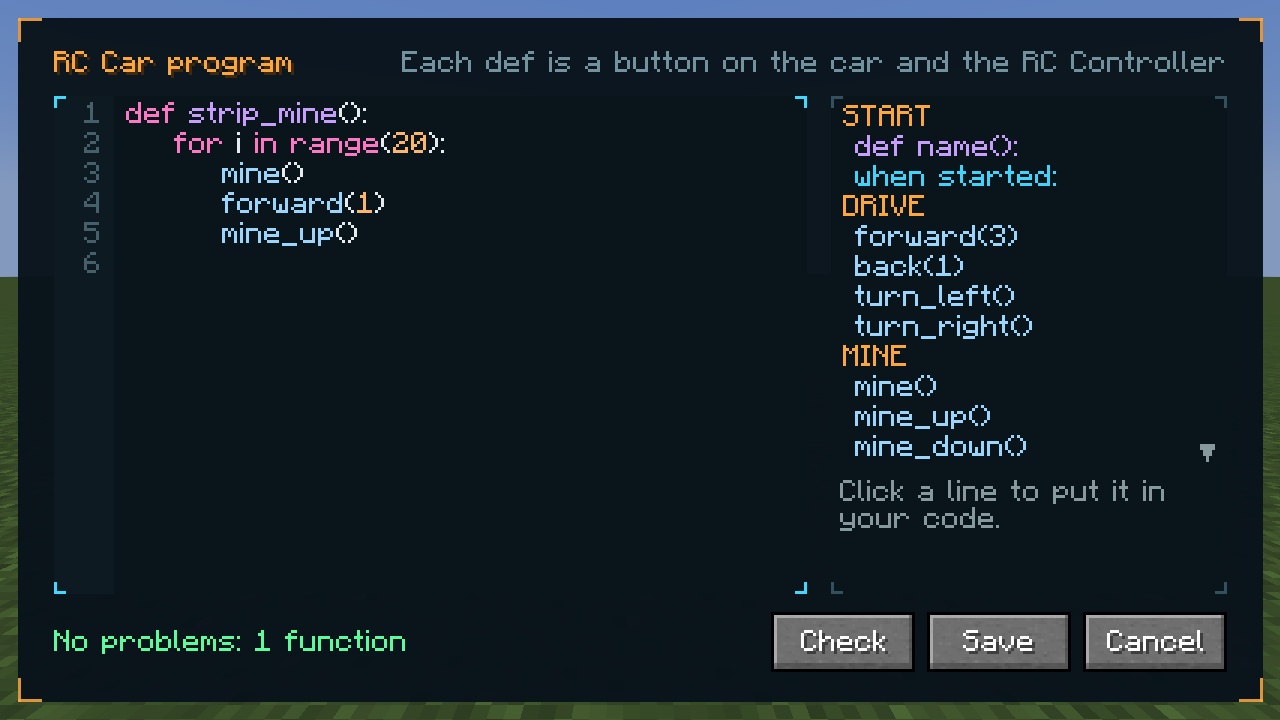 RC Car program
Each def is a button on the car and the RC Controller
1 def strip_mine():
2 for i in range(20):
3 mine()
4 forward(1)
5 mine_up()
6
START
def name():
when started:
DRIVE
forward(3)
back(1)
turn_left()
turn_right()
MINE
mine()
mine_up()
mine_down()
Click a line to put it in
your code.
No problems: 1 function
Check
Save
Cancel